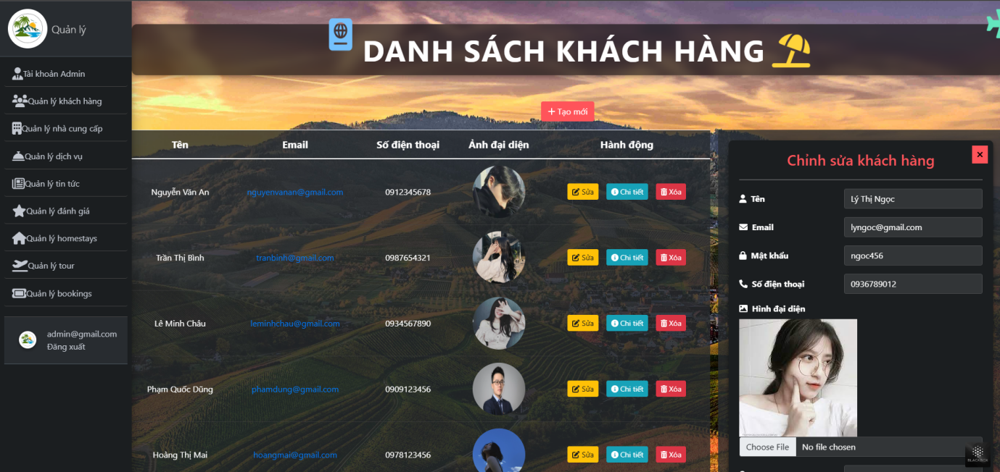 Quản lý
Tài khoản Admin
Quản lý khách hàng
Quản lý nhà cung cấp
Quản lý dịch vụ
Quản lý tin tức
Quản lý đánh giá
Quản lý homestays
Quản lý tour
Quản lý bookings
admin@gmail.com
Đăng xuất
DANH SÁCH KHÁCH HÀNG
+ Tạo mới
Tên Email Số điện thoại Ảnh đại diện Hành động
Nguyễn Văn An nguyenvanan@gmail.com 0912345678 Sửa Chi tiết Xóa
Trần Thị Bình tranbinh@gmail.com 0987654321 Sửa Chi tiết Xóa
Lê Minh Châu leminhchau@gmail.com 0934567890 Sửa Chi tiết Xóa
Phạm Quốc Dũng phamdung@gmail.com 0909123456 Sửa Chi tiết Xóa
Hoàng Thị Mai hoangmai@gmail.com 0978123456 Sửa Chi tiết Xóa
Chỉnh sửa khách hàng
Tên Lý Thị Ngọc
Email lyngoc@gmail.com
Mật khẩu ngoc456
Số điện thoại 0936789012
Hình đại diện
Choose File No file chosen
BLACKBOX